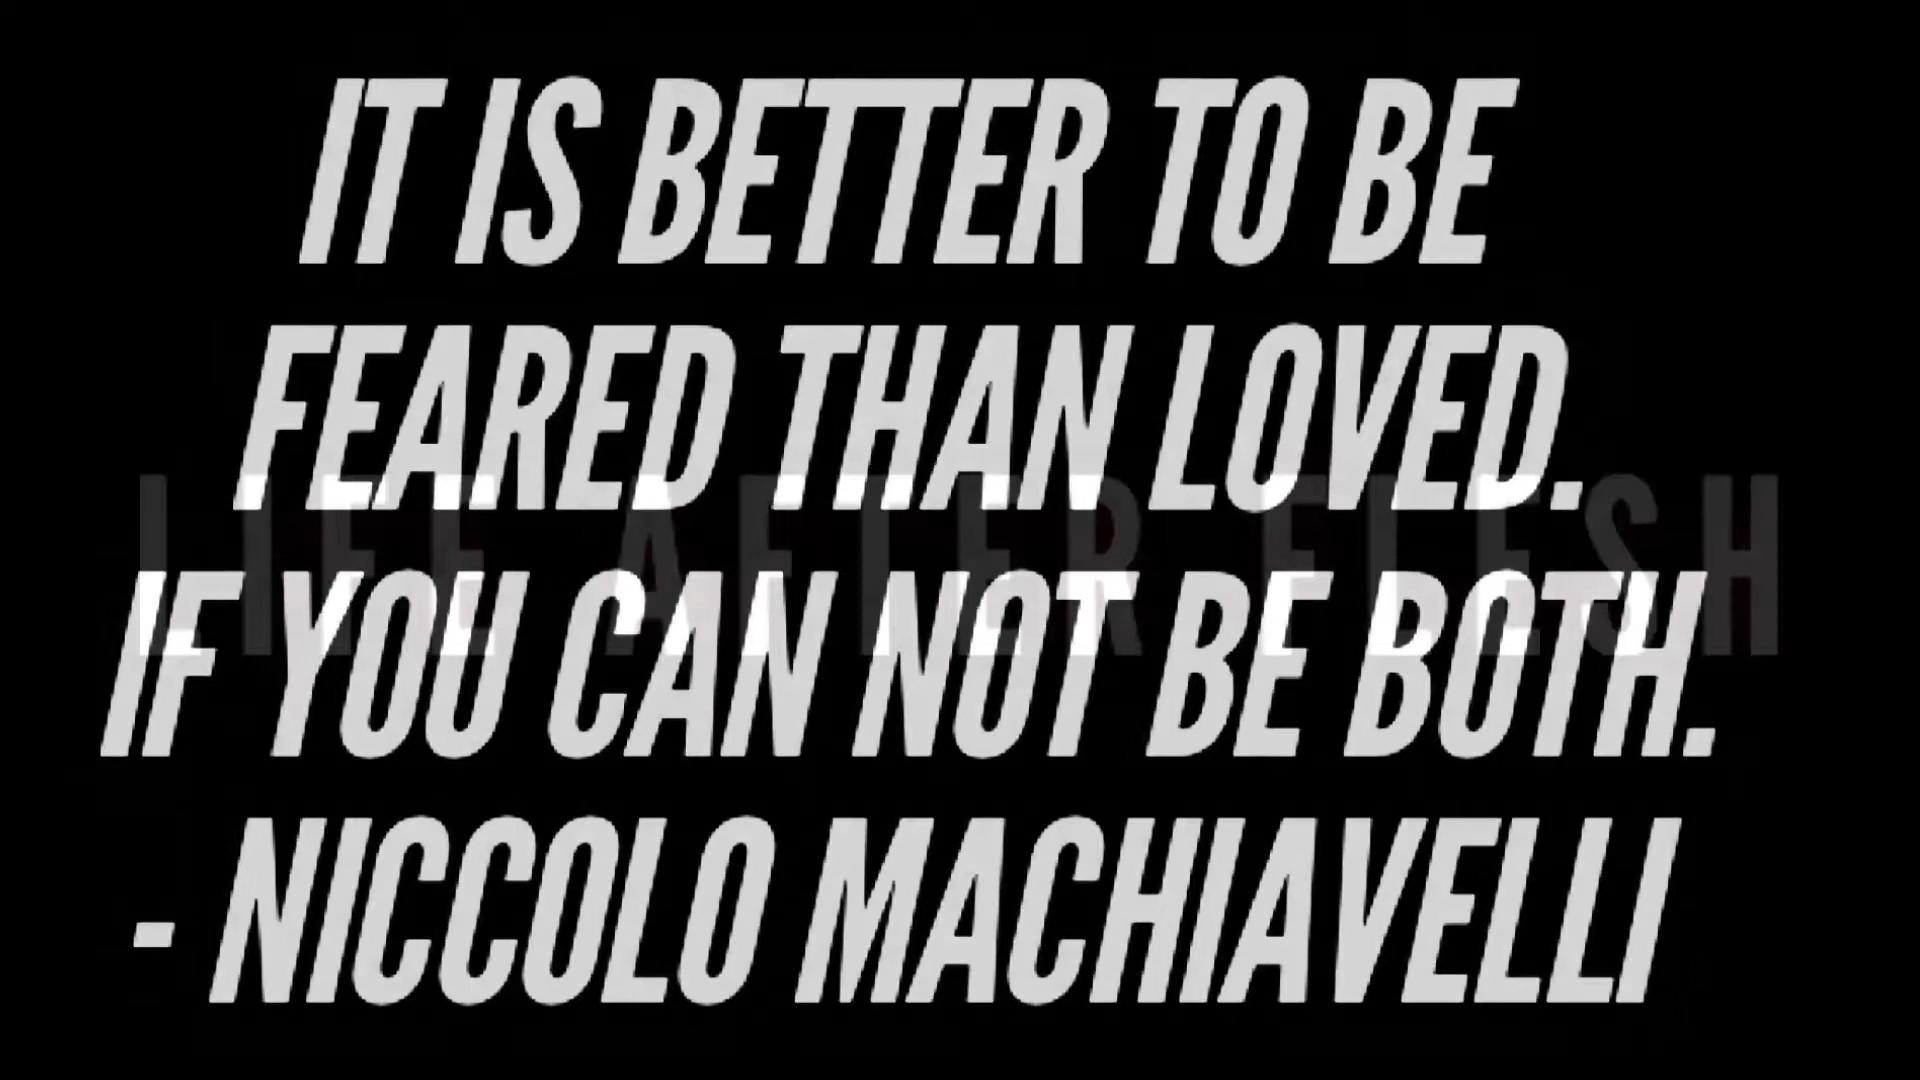 IT IS BETTER TO BE
FEARED THAN LOVED.
LIFE AFTER FLESH
IF YOU CAN NOT BE BOTH.
- NICCOLO MACHIAVELLI